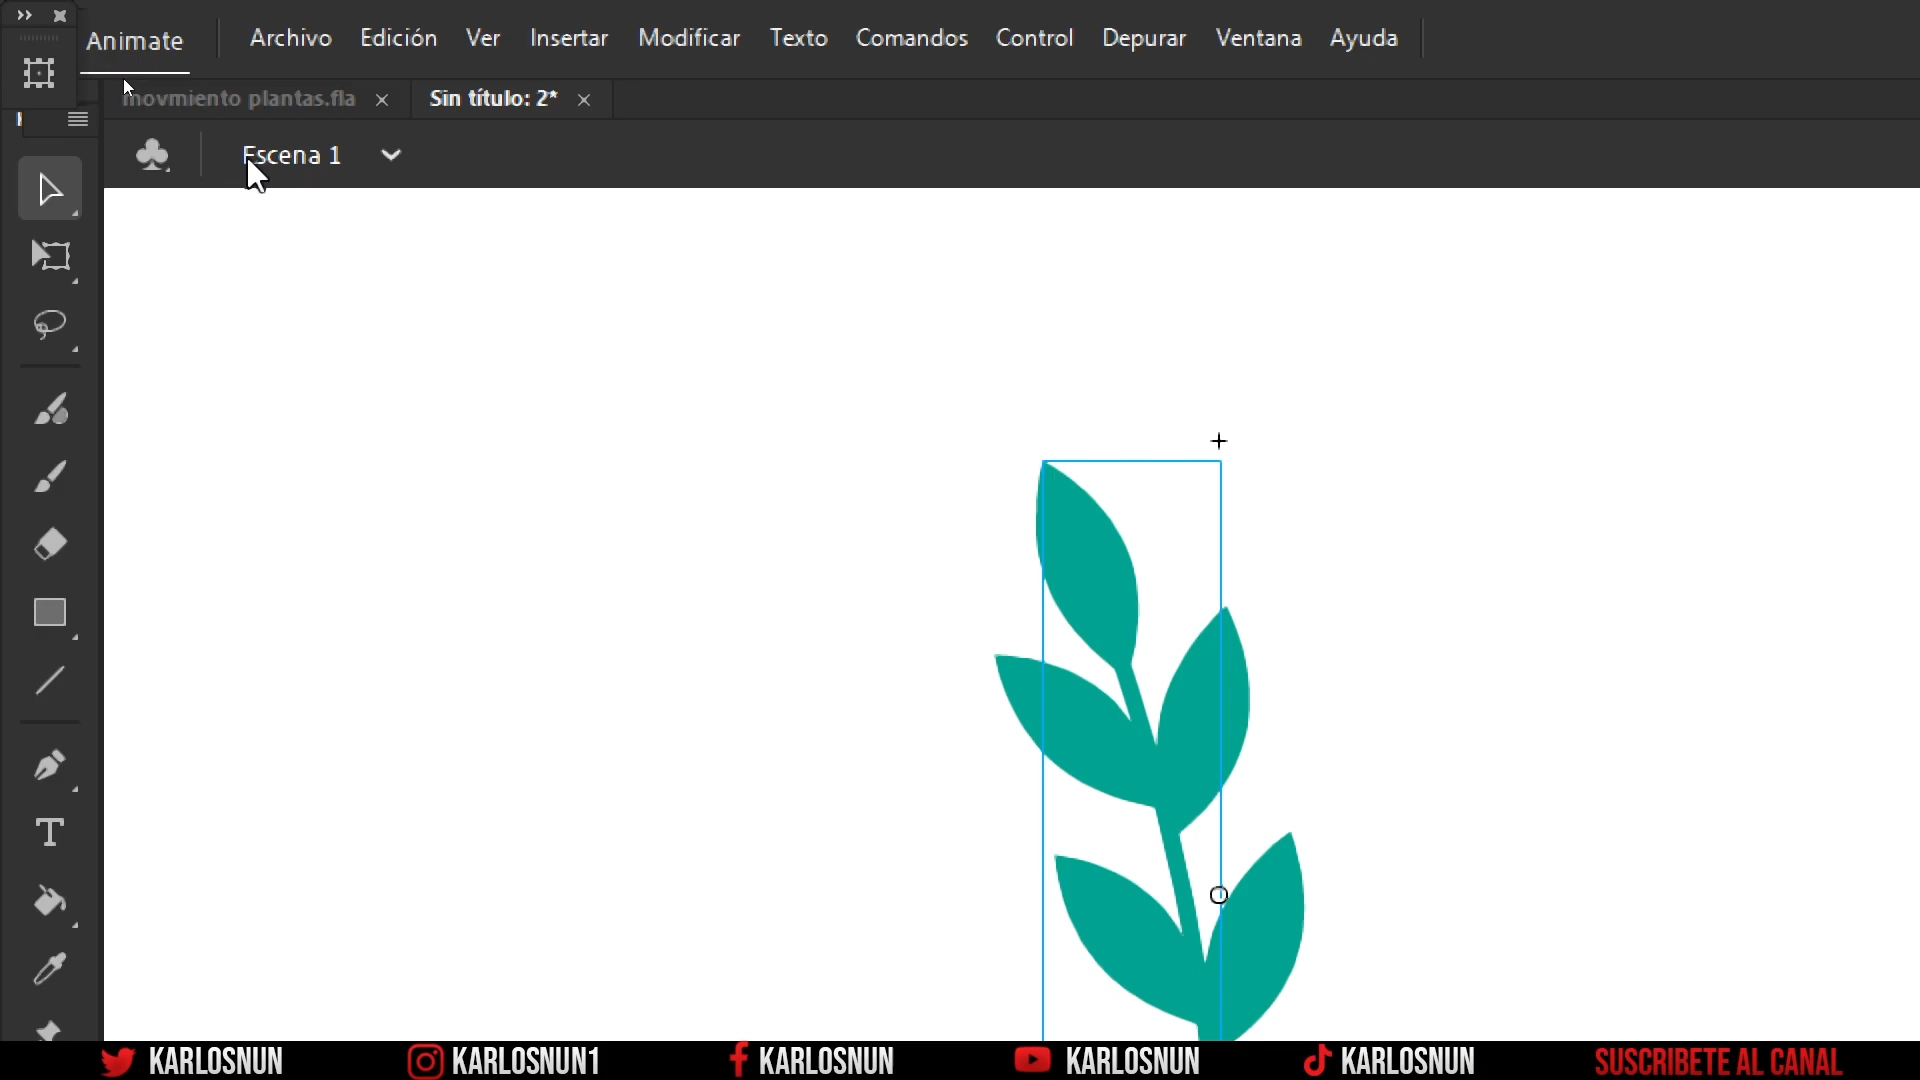 Animate Archivo Edición Ver Insertar Modificar Texto Comandos Control Depurar Ventana Ayuda
movmiento plantas.fla Sin título: 2*
Escena 1
KARLOSNUN KARLOSNUN1 KARLOSNUN KARLOSNUN KARLOSNUN SUSCRIBETE AL CANAL